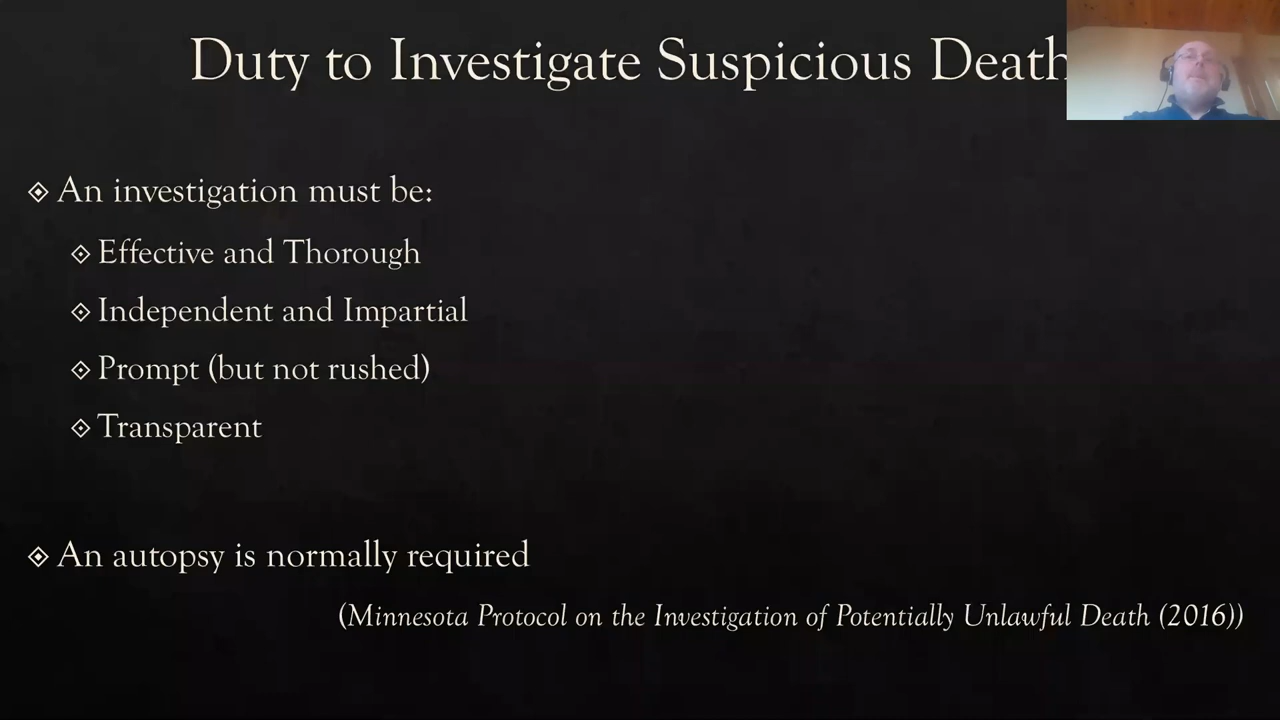 Duty to Investigate Suspicious Death
An investigation must be:
Effective and Thorough
Independent and Impartial
Prompt (but not rushed)
Transparent
An autopsy is normally required
(Minnesota Protocol on the Investigation of Potentially Unlawful Death (2016))